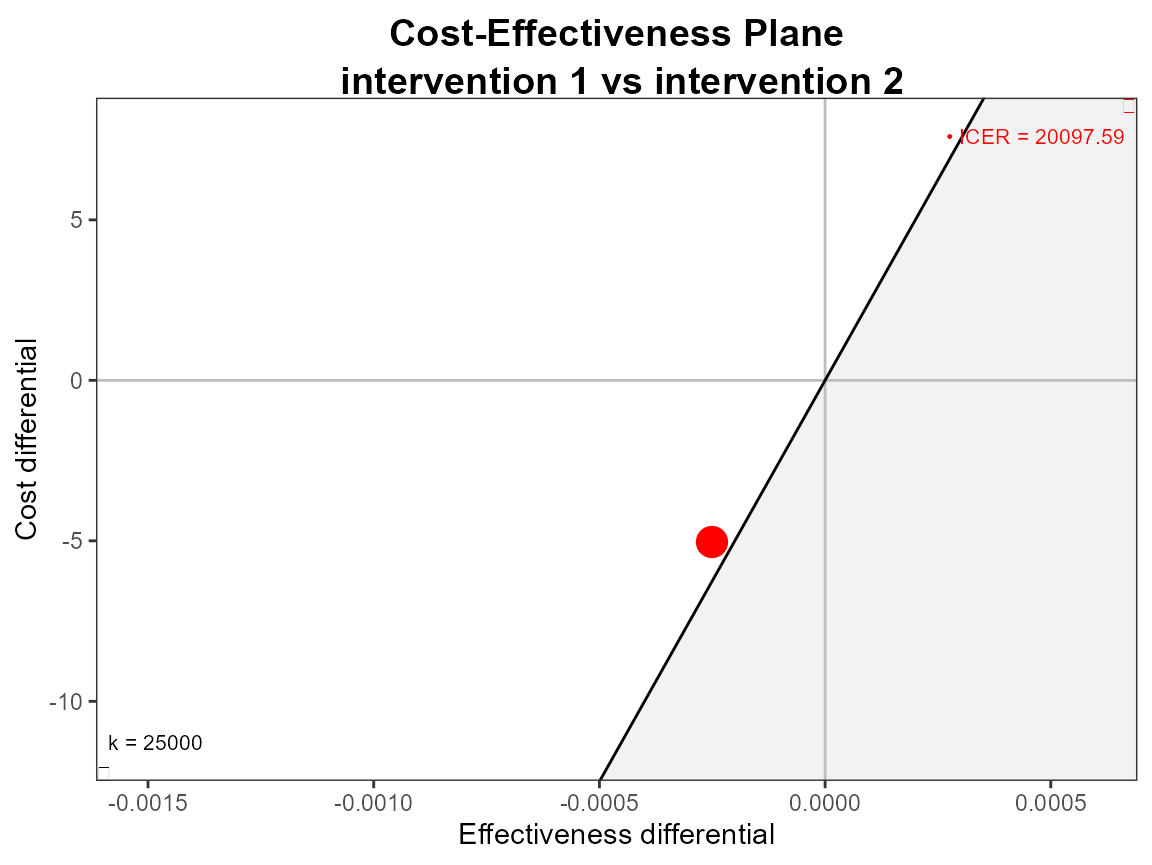 Cost-Effectiveness Plane
intervention 1 vs intervention 2
• ICER = 20097.59
5
0
-5
-10
Cost differential
k = 25000
-0.0015
-0.0010
-0.0005
0.0000
0.0005
Effectiveness differential